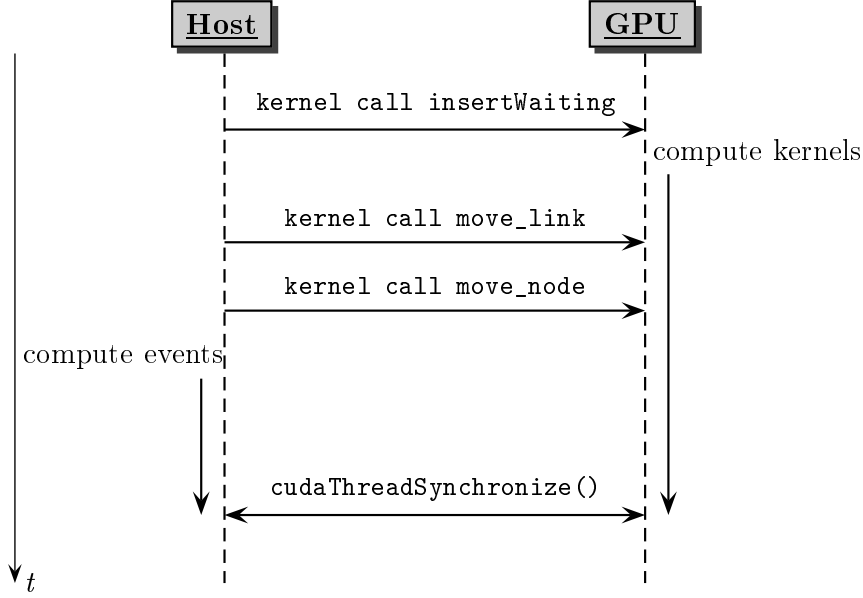 Host
GPU
kernel call insertWaiting
compute kernels
kernel call move_link
kernel call move_node
compute events
cudaThreadSynchronize()
t